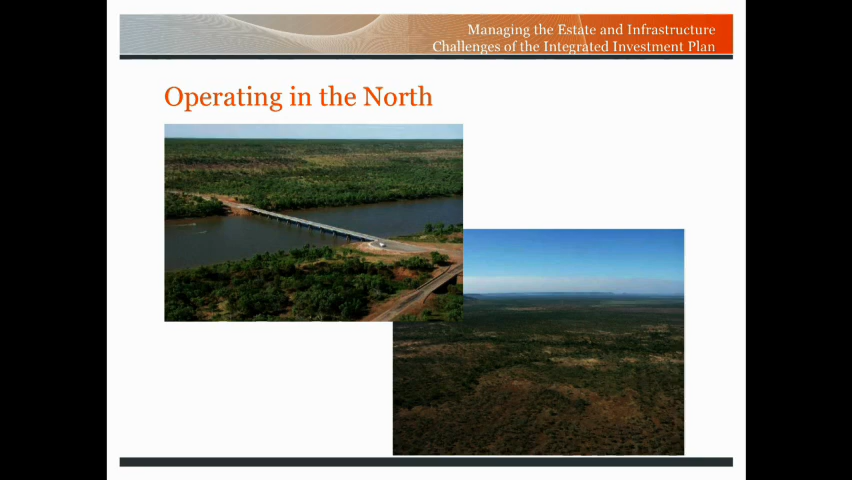 Managing the Estate and Infrastructure
Challenges of the Integrated Investment Plan
Operating in the North